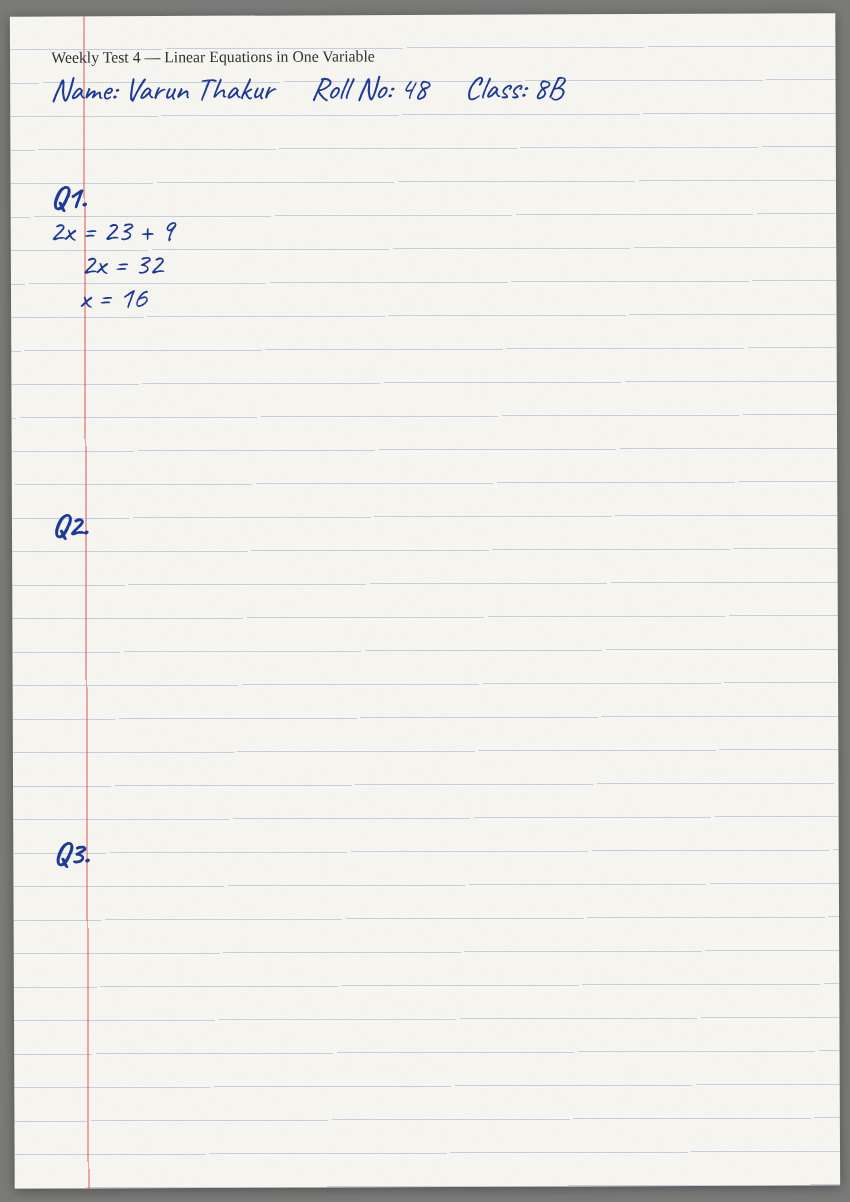 Weekly Test 4 — Linear Equations in One Variable
Name: Varun Thakur Roll No: 48 Class: 8B
Q1.
2x = 23 + 9
2x = 32
x = 16
Q2.
Q3.